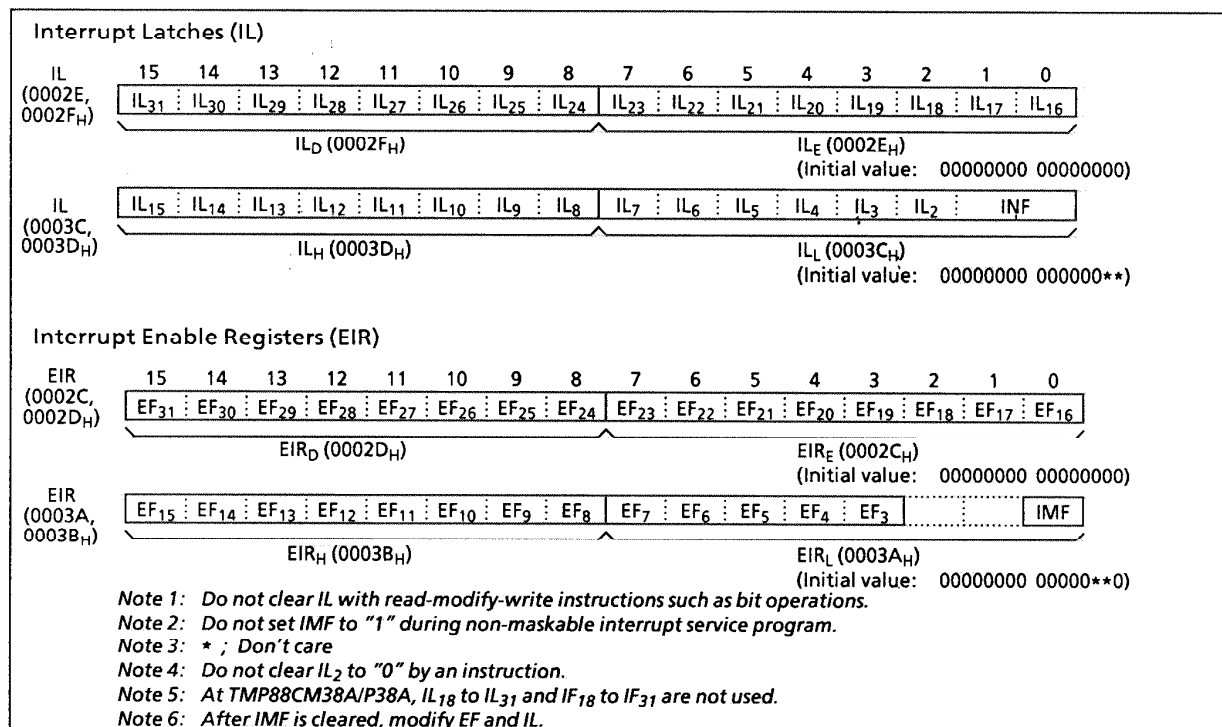 Interrupt Latches (IL)
IL (0002E, 0002FH)
15 14 13 12 11 10 9 8 7 6 5 4 3 2 1 0
IL31 IL30 IL29 IL28 IL27 IL26 IL25 IL24 IL23 IL22 IL21 IL20 IL19 IL18 IL17 IL16
ILD (0002FH) ILE (0002EH)
(Initial value: 00000000 00000000)
IL (0003C, 0003DH)
IL15 IL14 IL13 IL12 IL11 IL10 IL9 IL8 IL7 IL6 IL5 IL4 IL3 IL2 INF
ILH (0003DH) ILL (0003CH)
(Initial value: 00000000 000000**)
Interrupt Enable Registers (EIR)
EIR (0002C, 0002DH)
15 14 13 12 11 10 9 8 7 6 5 4 3 2 1 0
EF31 EF30 EF29 EF28 EF27 EF26 EF25 EF24 EF23 EF22 EF21 EF20 EF19 EF18 EF17 EF16
EIRD (0002DH) EIRE (0002CH)
(Initial value: 00000000 00000000)
EIR (0003A, 0003BH)
EF15 EF14 EF13 EF12 EF11 EF10 EF9 EF8 EF7 EF6 EF5 EF4 EF3 IMF
EIRH (0003BH) EIRL (0003AH)
(Initial value: 00000000 00000**0)
Note 1: Do not clear IL with read-modify-write instructions such as bit operations.
Note 2: Do not set IMF to "1" during non-maskable interrupt service program.
Note 3: * ; Don't care
Note 4: Do not clear IL2 to "0" by an instruction.
Note 5: At TMP88CM38A/P38A, IL18 to IL31 and IF18 to IF31 are not used.
Note 6: After IMF is cleared, modify EF and IL.